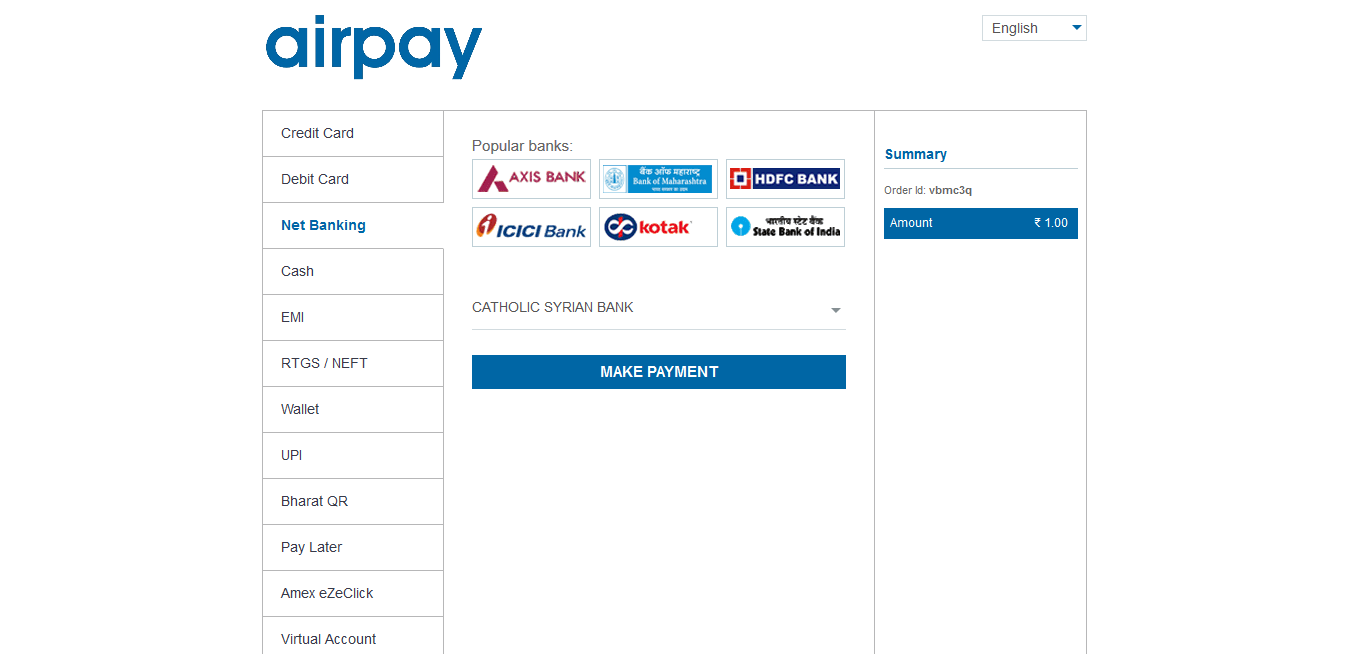 airpay
English
Credit Card
Debit Card
Net Banking
Cash
EMI
RTGS / NEFT
Wallet
UPI
Bharat QR
Pay Later
Amex eZeClick
Virtual Account
Popular banks:
AXIS BANK
बैंक ऑफ महाराष्ट्र
Bank of Maharashtra
HDFC BANK
ICICI Bank
kotak
भारतीय स्टेट बैंक
State Bank of India
CATHOLIC SYRIAN BANK
MAKE PAYMENT
Summary
Order Id: vbmc3q
Amount ₹ 1.00